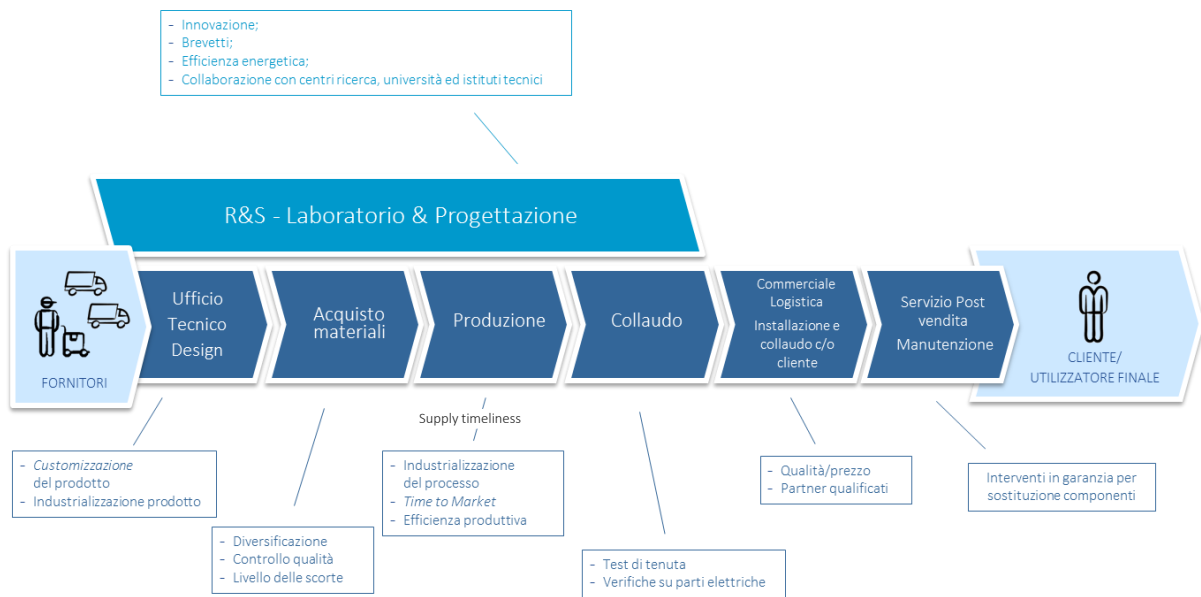 - Innovazione;
- Brevetti;
- Efficienza energetica;
- Collaborazione con centri ricerca, università ed istituti tecnici
R&S - Laboratorio & Progettazione
FORNITORI
Ufficio
Tecnico
Design
Acquisto
materiali
Produzione
Collaudo
Commerciale
Logistica
Installazione e
collaudo c/o
cliente
Servizio Post
vendita
Manutenzione
CLIENTE/
UTILIZZATORE FINALE
Supply timeliness
- Customizzazione
del prodotto
- Industrializzazione prodotto
- Diversificazione
- Controllo qualità
- Livello delle scorte
- Industrializzazione
del processo
- Time to Market
- Efficienza produttiva
- Test di tenuta
- Verifiche su parti elettriche
- Qualità/prezzo
- Partner qualificati
Interventi in garanzia per
sostituzione componenti